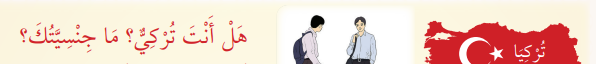 هَلْ أَنْتَ تُرْكِيٌّ؟ مَا جِنْسِيَّتُكَ؟
تُرْكِيَا